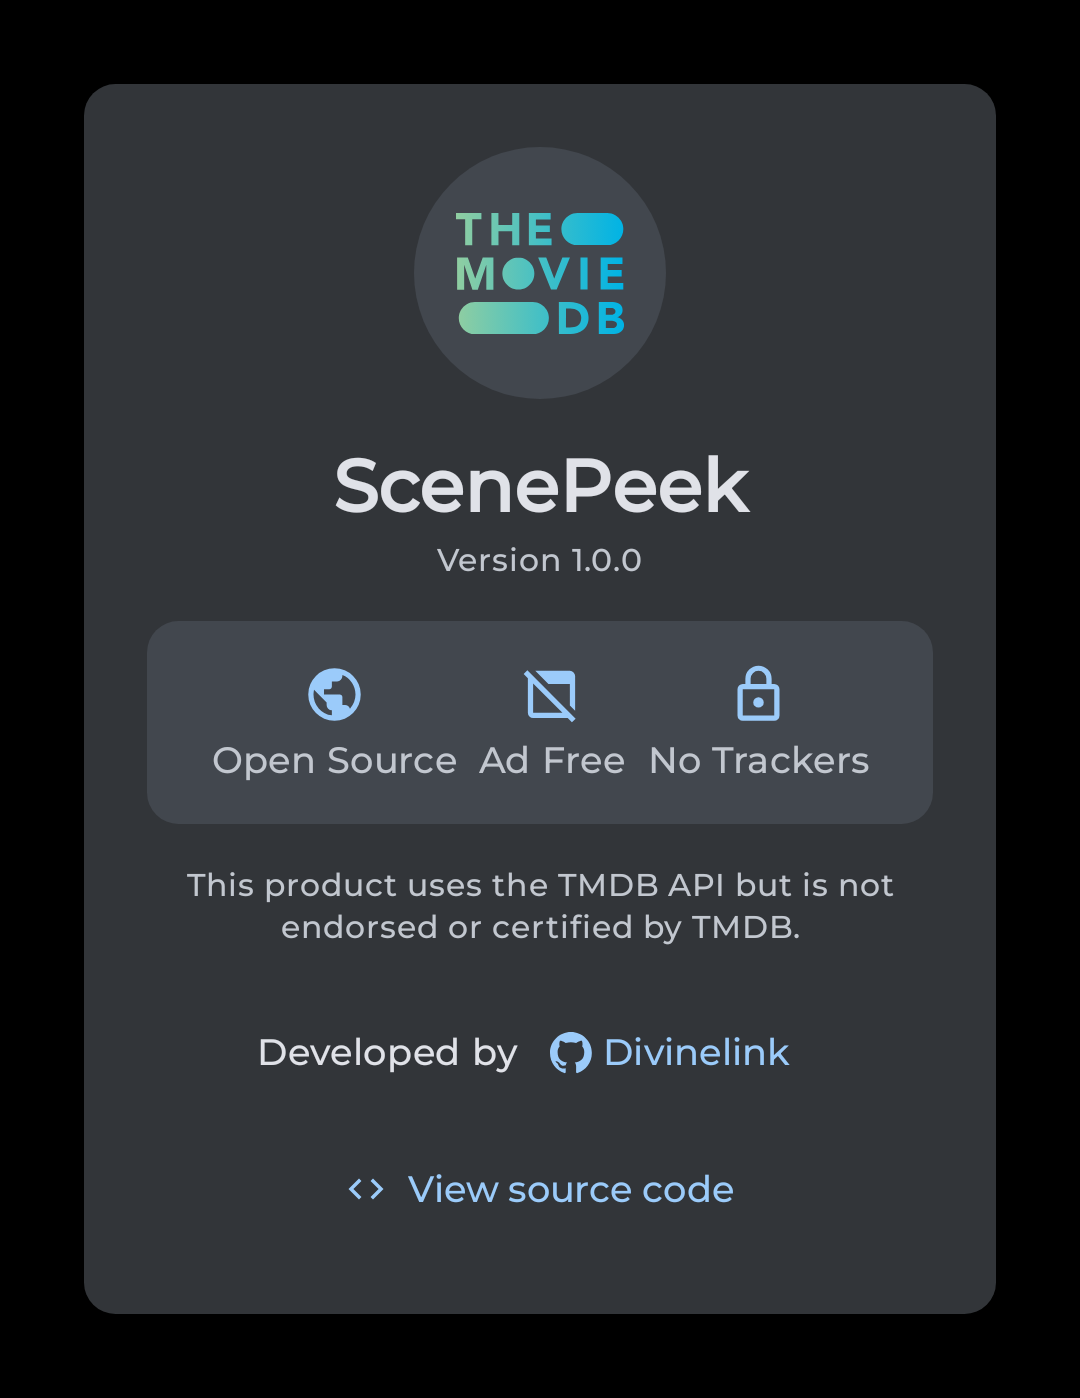 THE
MOVIE
DB
ScenePeek
Version 1.0.0
Open Source Ad Free No Trackers
This product uses the TMDB API but is not
endorsed or certified by TMDB.
Developed by Divinelink
<> View source code